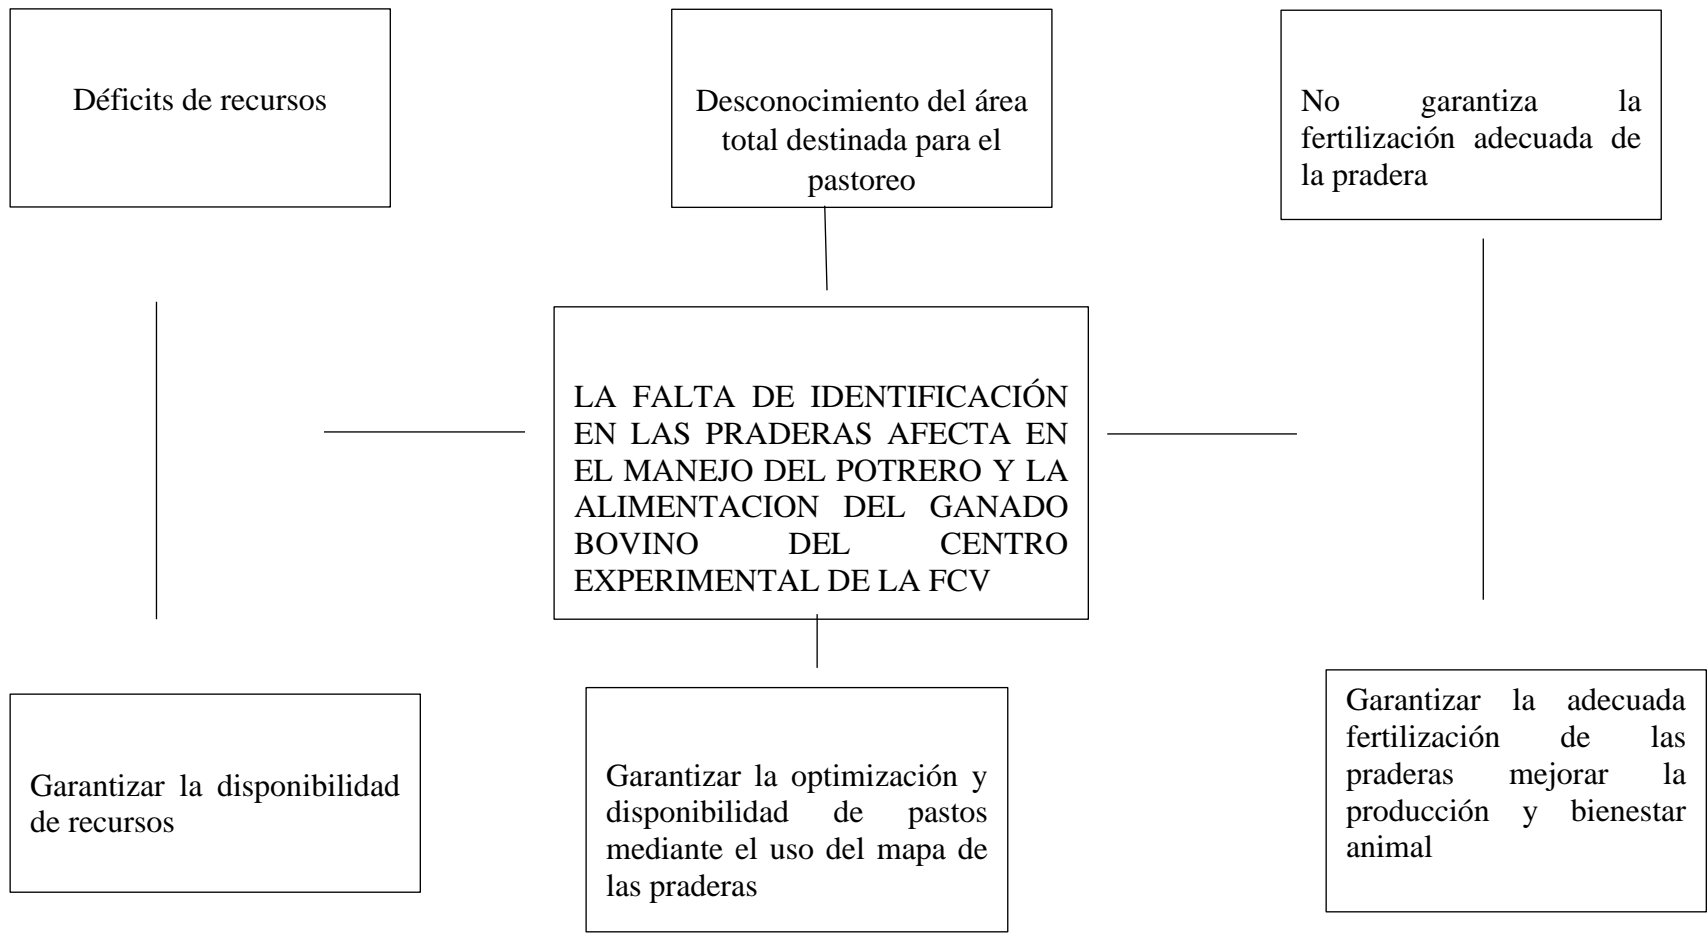 Déficits de recursos
Desconocimiento del área
total destinada para el
pastoreo
No garantiza la
fertilización adecuada de
la pradera
LA FALTA DE IDENTIFICACIÓN
EN LAS PRADERAS AFECTA EN
EL MANEJO DEL POTRERO Y LA
ALIMENTACION DEL GANADO
BOVINO DEL CENTRO
EXPERIMENTAL DE LA FCV
Garantizar la disponibilidad
de recursos
Garantizar la optimización y
disponibilidad de pastos
mediante el uso del mapa de
las praderas
Garantizar la adecuada
fertilización de las
praderas mejorar la
producción y bienestar
animal